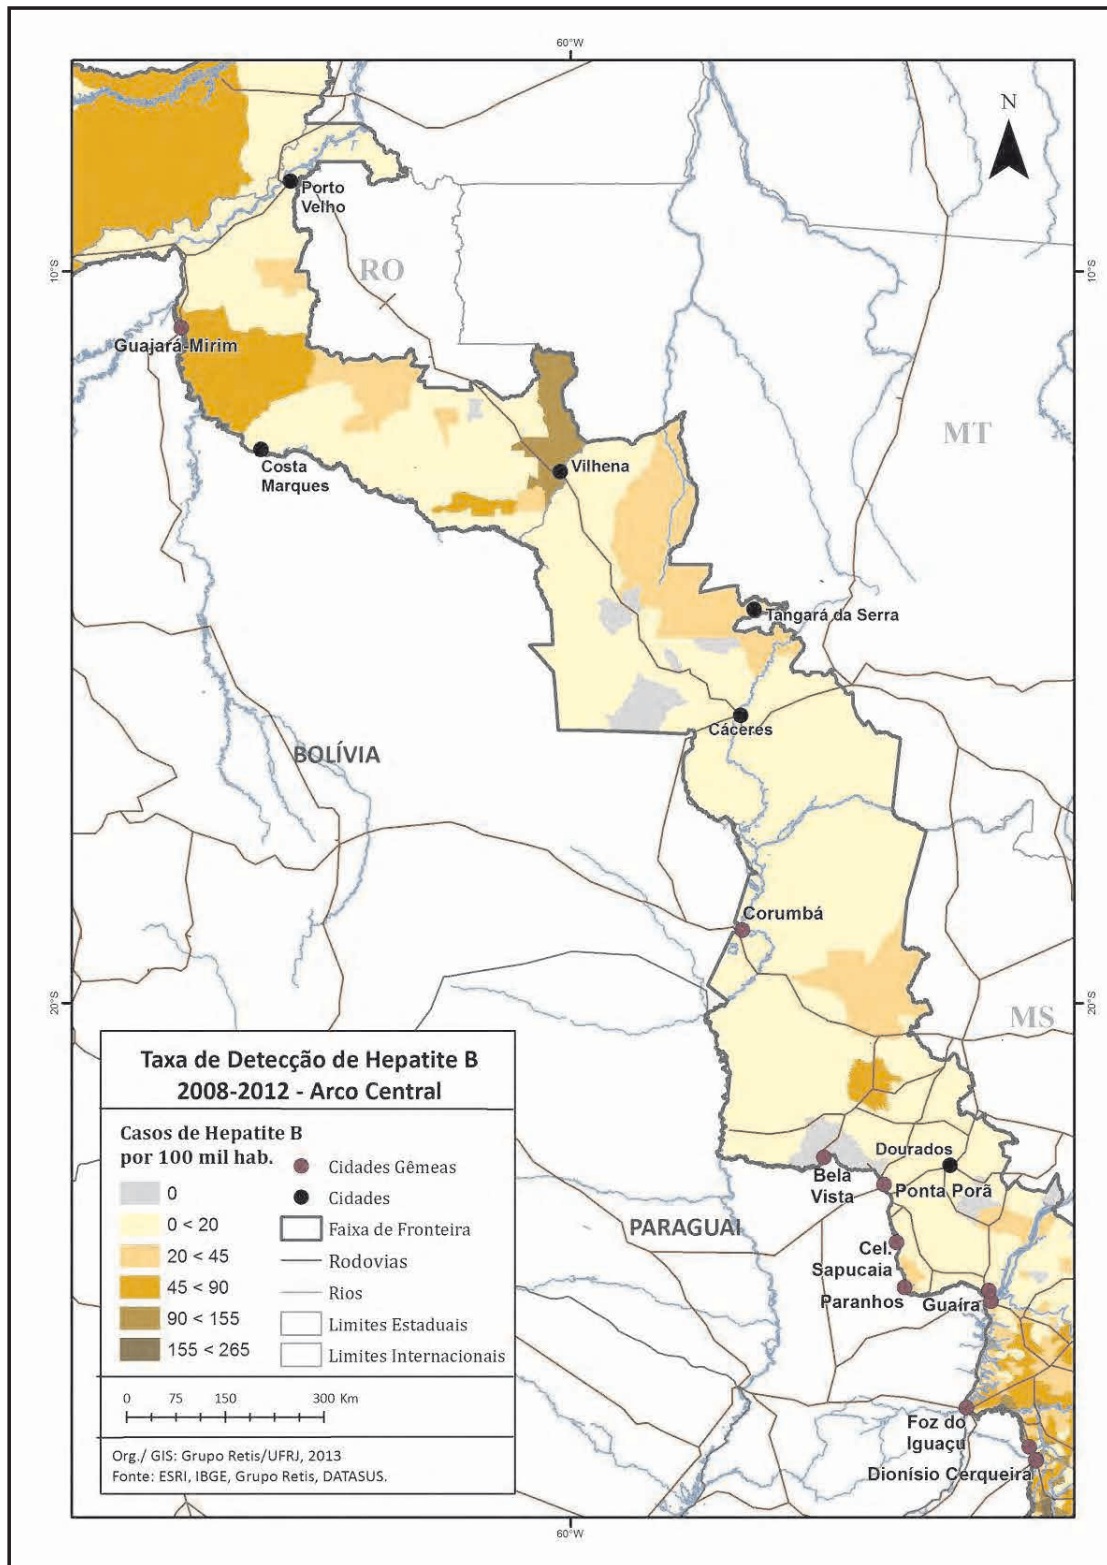 60°W
N
Porto
Velho
10°S
10°S
RO
Guajará-Mirim
MT
Costa
Marques
Vilhena
Tangará da Serra
Cáceres
BOLÍVIA
Corumbá
20°S
20°S
MS
Dourados
Bela
Vista
Ponta Porã
PARAGUAI
Cel.
Sapucaia
Paranhos
Guaíra
Foz do
Iguaçu
Dionísio Cerqueira
Taxa de Detecção de Hepatite B
2008-2012 - Arco Central
Casos de Hepatite B
por 100 mil hab.
0
0 < 20
20 < 45
45 < 90
90 < 155
155 < 265
Cidades Gêmeas
Cidades
Faixa de Fronteira
Rodovias
Rios
Limites Estaduais
Limites Internacionais
0 75 150 300 Km
Org./ GIS: Grupo Retis/UFRJ, 2013
Fonte: ESRI, IBGE, Grupo Retis, DATASUS.
60°W